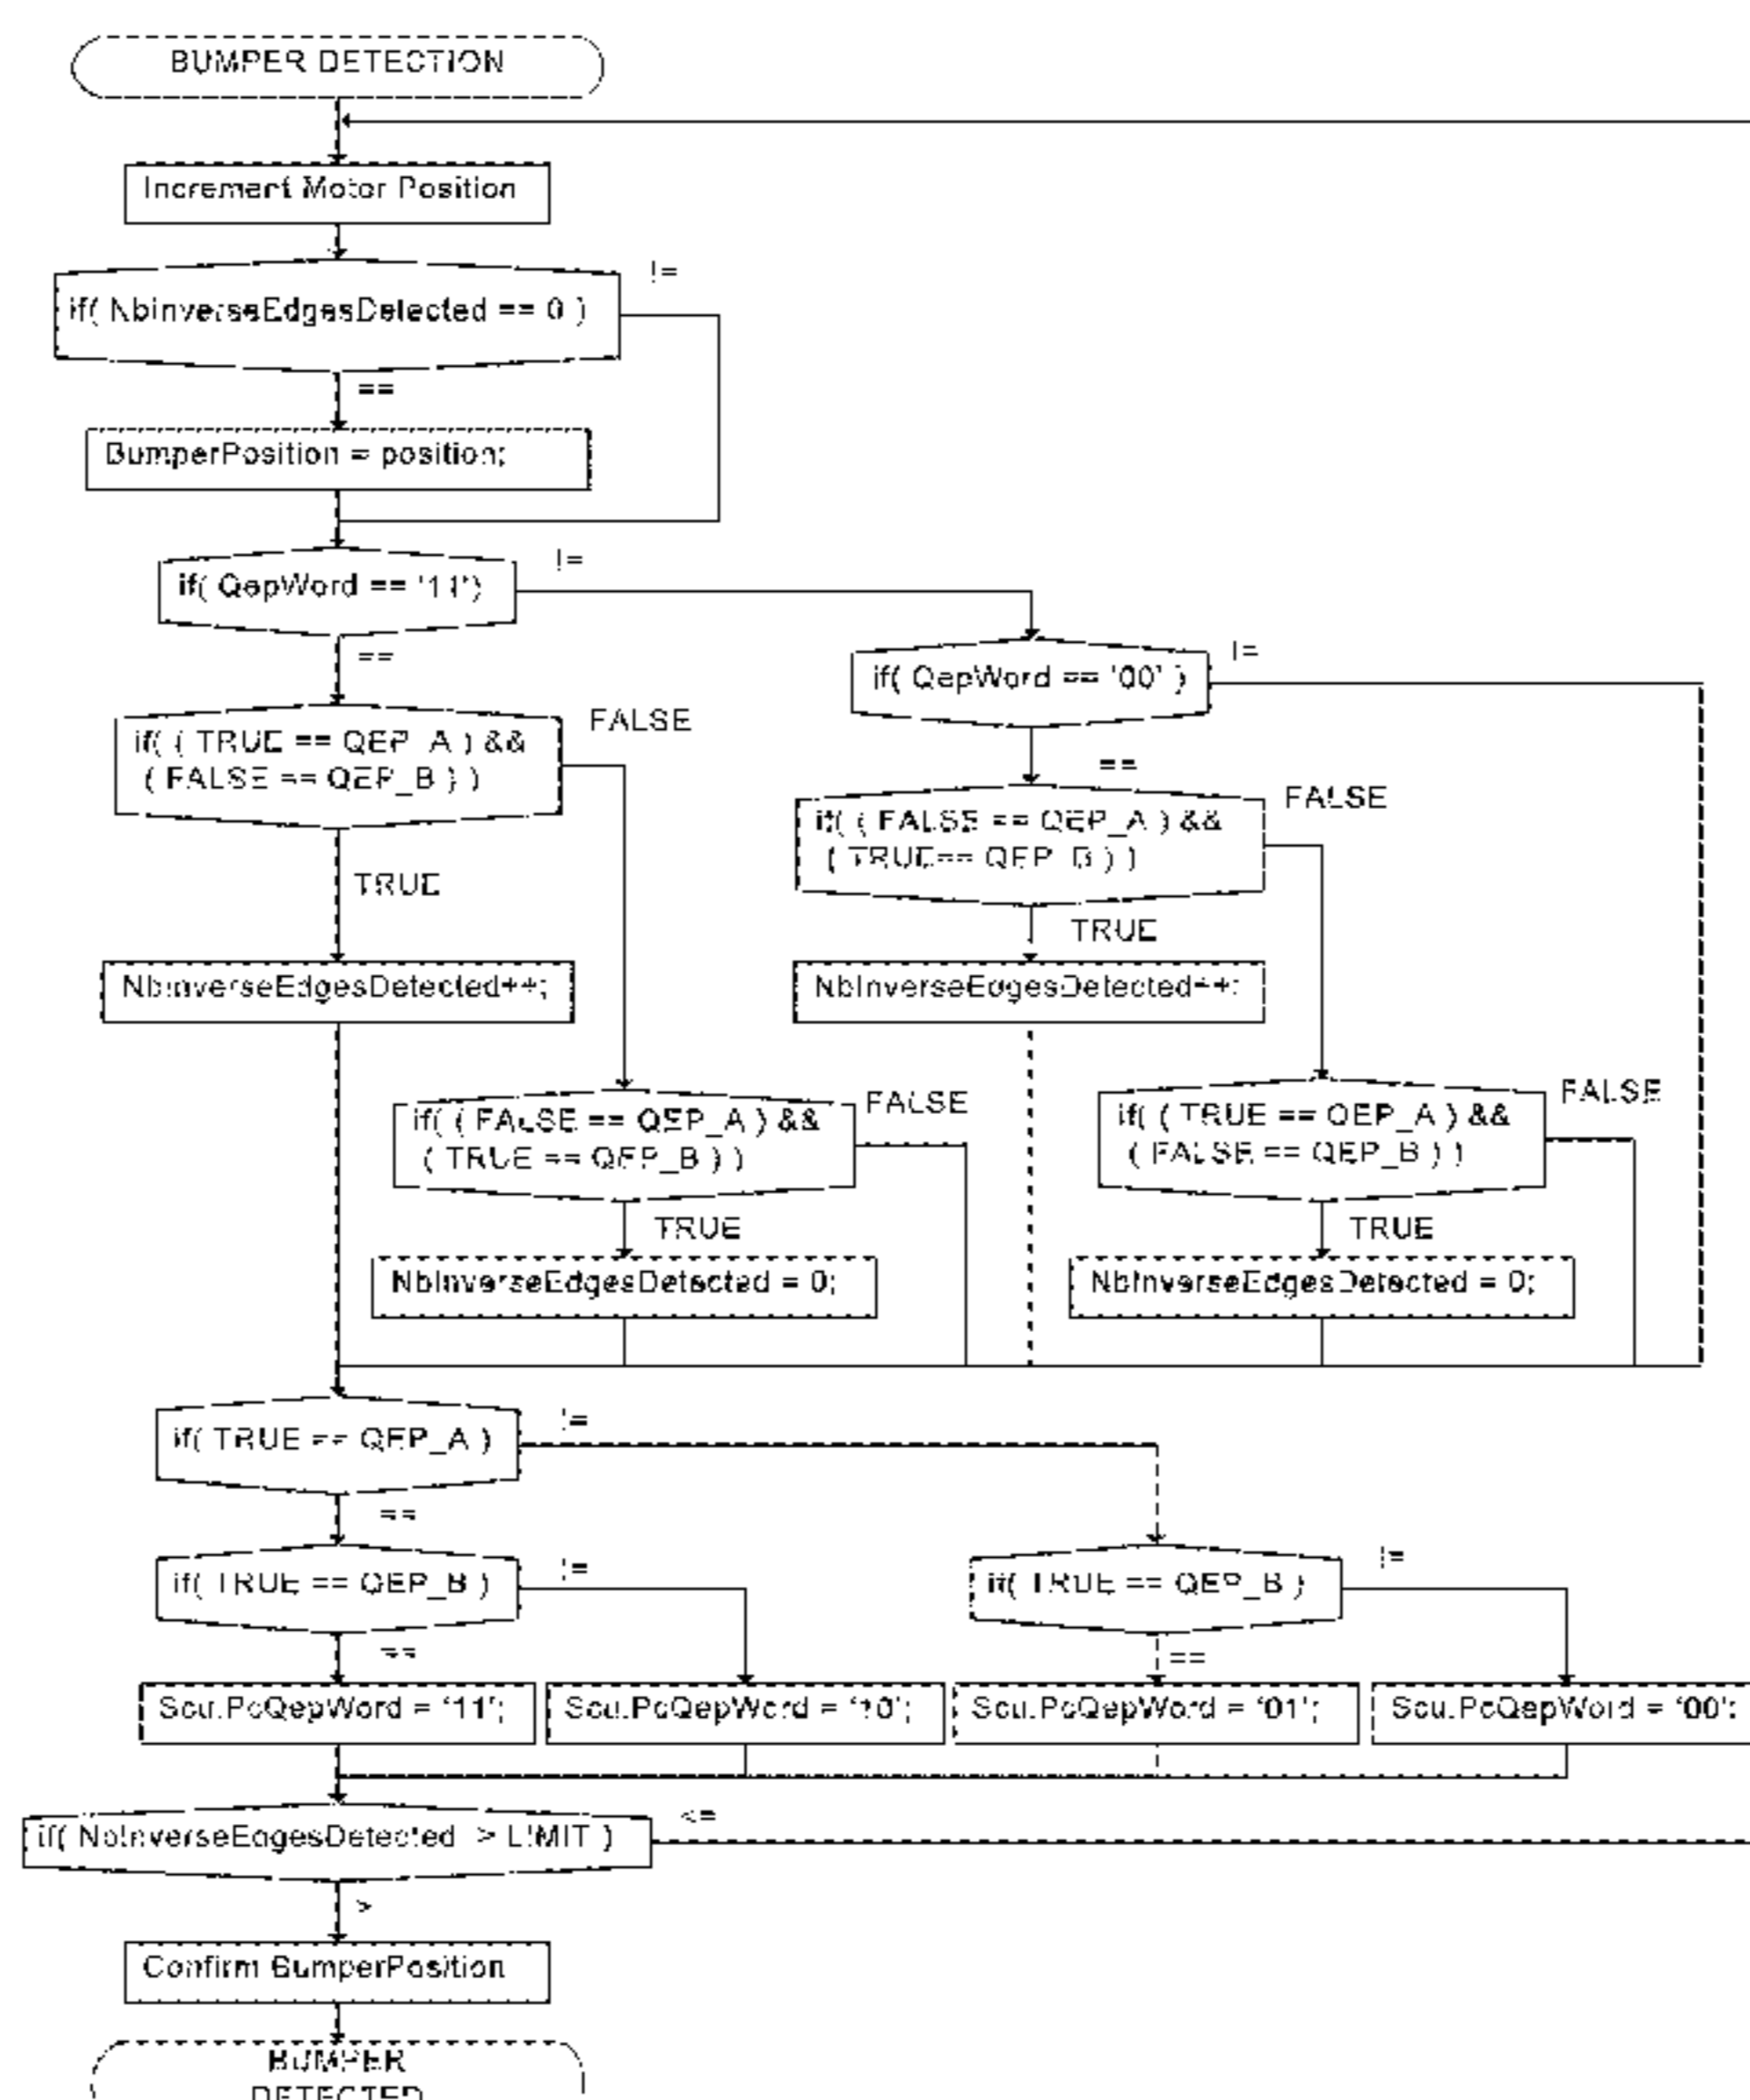 BUMPER DETECTION
Increment Motor Position
!=
if( NbInverseEdgesDetected == 0 )
==
BumperPosition = position;
!=
if( QepWord == '11')
==
!=
if( QepWord == '00' )
==
FALSE
if( ( TRUE == QEP_A ) &&
( FALSE == QEP_B ) )
TRUE
FALSE
if( ( FALSE == QEP_A ) &&
( TRUE== QEP_B ) )
TRUE
NbInverseEdgesDetected++;
NbInverseEdgesDetected++;
FALSE
if( ( FALSE == QEP_A ) &&
( TRUE == QEP_B ) )
TRUE
FALSE
if( ( TRUE == QEP_A ) &&
( FALSE == QEP_B ) )
TRUE
NbInverseEdgesDetected = 0;
NbInverseEdgesDetected = 0;
!=
if( TRUE == QEP_A )
==
!=
if( TRUE == QEP_B )
==
!=
if( TRUE == QEP_B )
==
Scu.PcQepWord = '11';
Scu.PcQepWord = '10';
Scu.PcQepWord = '01';
Scu.PcQepWord = '00';
<=
if( NbInverseEdgesDetected > LIMIT )
>
Confirm BumperPosition
BUMPER
DETECTED